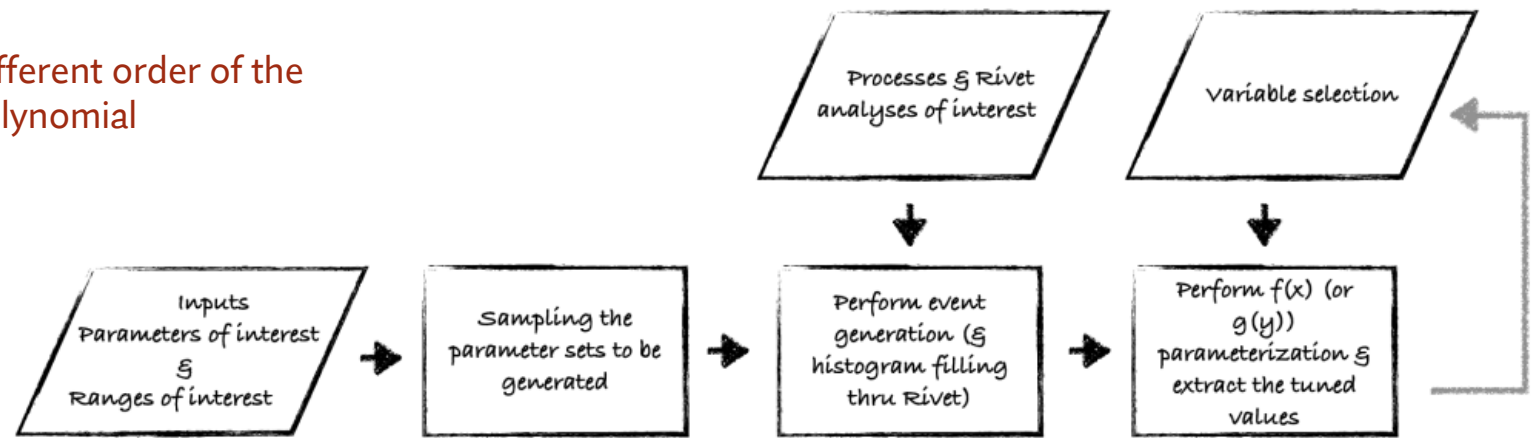 fferent order of the
lynomial
Processes & Rivet
analyses of interest
Variable selection
Inputs
Parameters of interest
&
Ranges of interest
Sampling the
parameter sets to be
generated
Perform event
generation (&
histogram filling
thru Rivet)
Perform f(x) (or
g(y))
parameterization &
extract the tuned
values